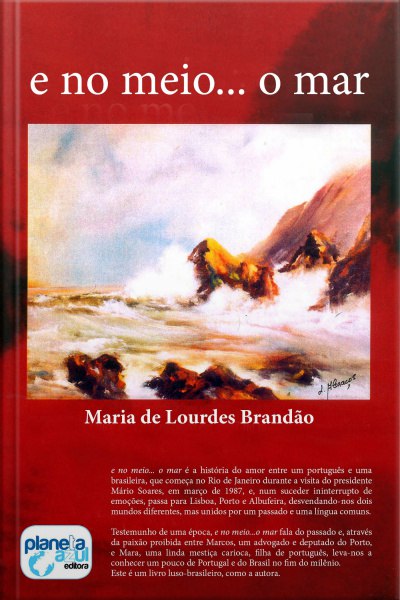 e no meio... o mar
Maria de Lourdes Brandão
e no meio... o mar é a história do amor entre um português e uma
brasileira, que começa no Rio de Janeiro durante a visita do presidente
Mário Soares, em março de 1987, e, num suceder ininterrupto de
emoções, passa para Lisboa, Porto e Albufeira, desvendando-nos dois
mundos diferentes, mas unidos por um passado e uma língua comuns.
Testemunho de uma época, e no meio...o mar fala do passado e, através
da paixão proibida entre Marcos, um advogado e deputado do Porto,
e Mara, uma linda mestiça carioca, filha de português, leva-nos a
conhecer um pouco de Portugal e do Brasil no fim do milênio.
Este é um livro luso-brasileiro, como a autora.
planeta
azul
editora